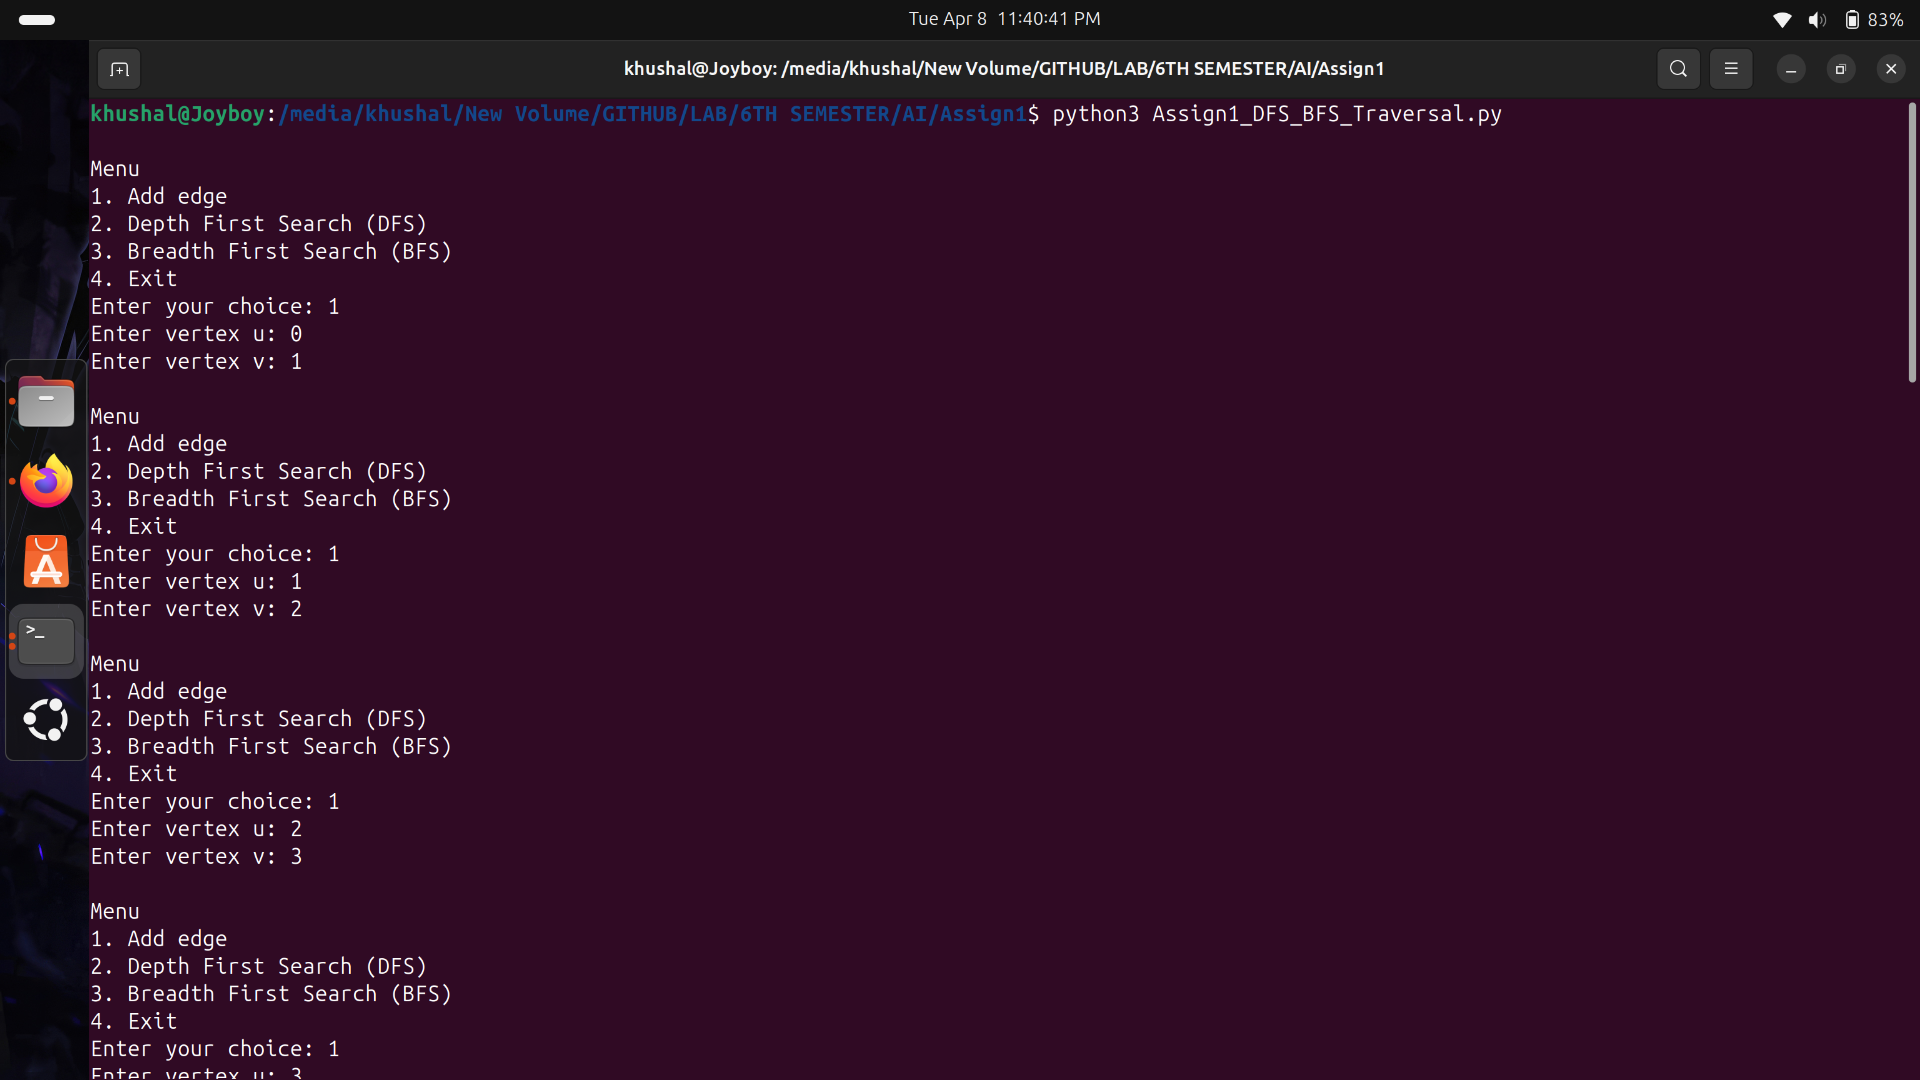 Tue Apr 8 11:40:41 PM
83%
khushal@Joyboy: /media/khushal/New Volume/GITHUB/LAB/6TH SEMESTER/AI/Assign1
khushal@Joyboy:/media/khushal/New Volume/GITHUB/LAB/6TH SEMESTER/AI/Assign1$ python3 Assign1_DFS_BFS_Traversal.py
Menu
1. Add edge
2. Depth First Search (DFS)
3. Breadth First Search (BFS)
4. Exit
Enter your choice: 1
Enter vertex u: 0
Enter vertex v: 1
Menu
1. Add edge
2. Depth First Search (DFS)
3. Breadth First Search (BFS)
4. Exit
Enter your choice: 1
Enter vertex u: 1
Enter vertex v: 2
Menu
1. Add edge
2. Depth First Search (DFS)
3. Breadth First Search (BFS)
4. Exit
Enter your choice: 1
Enter vertex u: 2
Enter vertex v: 3
Menu
1. Add edge
2. Depth First Search (DFS)
3. Breadth First Search (BFS)
4. Exit
Enter your choice: 1
Enter vertex u: 3